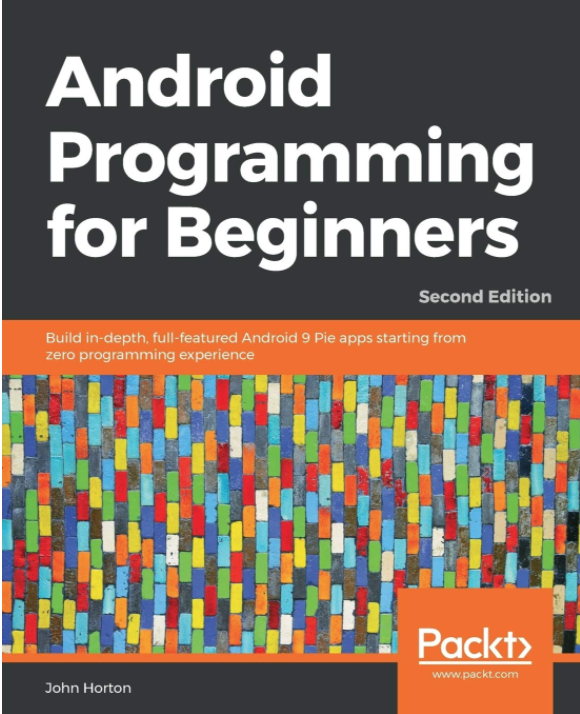 Android
Programming
for Beginners
Second Edition
Build in-depth, full-featured Android 9 Pie apps starting from
zero programming experience
Packt>
www.packt.com
John Horton